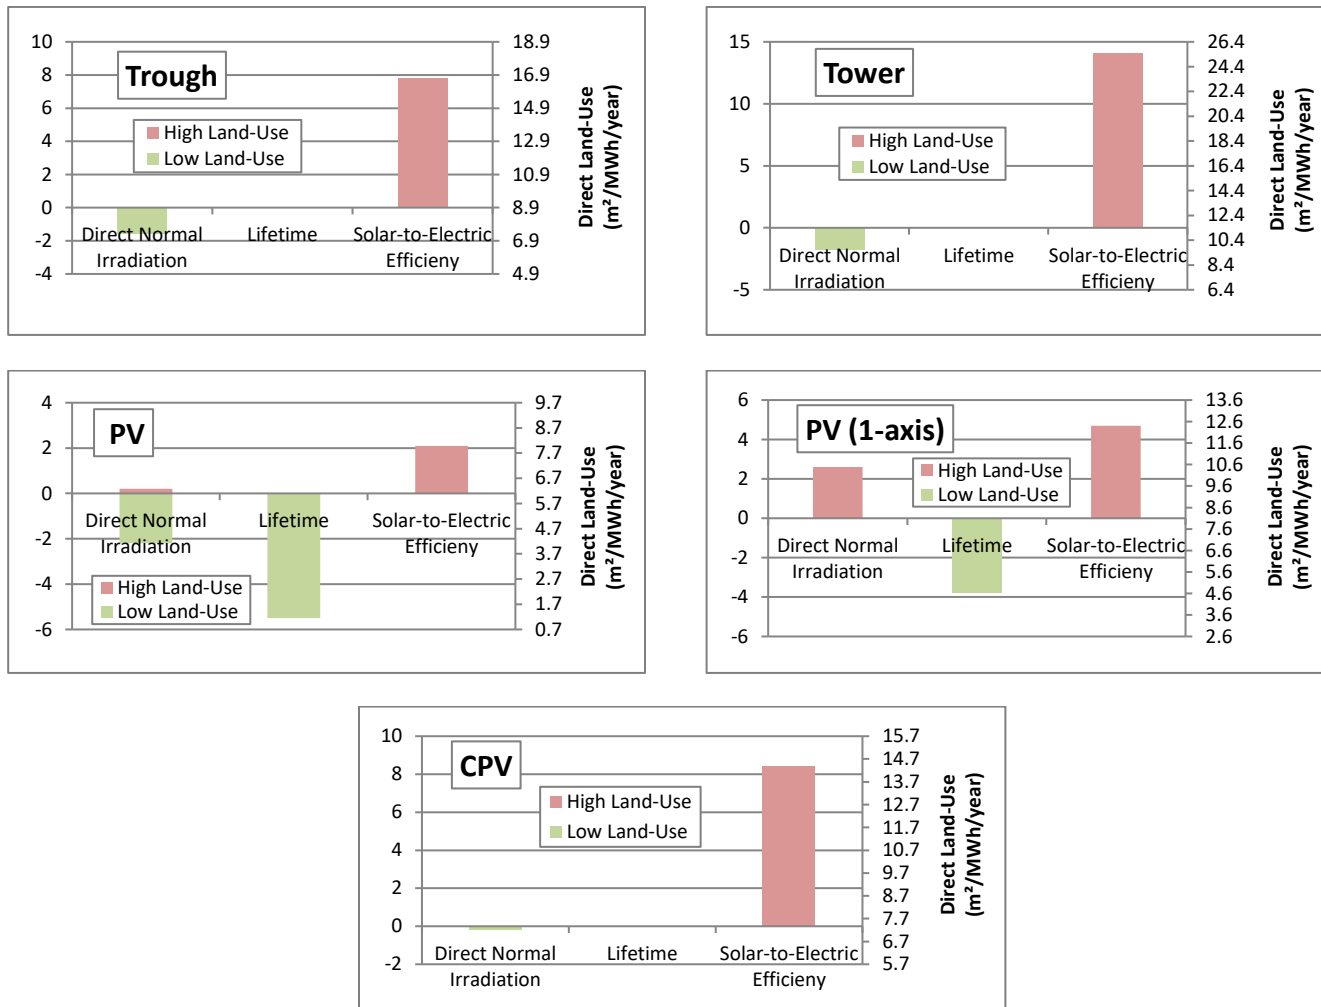 Trough
10
8
6
4
2
0
-2
-4
High Land-Use
Low Land-Use
Direct Normal
Irradiation
Lifetime
Solar-to-Electric
Efficieny
18.9
16.9
14.9
12.9
10.9
8.9
6.9
4.9
Direct Land-Use
(m²/MWh/year)
Tower
15
10
5
0
-5
High Land-Use
Low Land-Use
Direct Normal
Irradiation
Lifetime
Solar-to-Electric
Efficieny
26.4
24.4
22.4
20.4
18.4
16.4
14.4
12.4
10.4
8.4
6.4
Direct Land-Use
(m²/MWh/year)
PV
4
2
0
-2
-4
-6
Direct Normal
Irradiation
Lifetime
Solar-to-Electric
Efficieny
High Land-Use
Low Land-Use
9.7
8.7
7.7
6.7
5.7
4.7
3.7
2.7
1.7
0.7
Direct Land-Use
(m²/MWh/year)
PV (1-axis)
6
4
2
0
-2
-4
-6
High Land-Use
Low Land-Use
Direct Normal
Irradiation
Lifetime
Solar-to-Electric
Efficieny
13.6
12.6
11.6
10.6
9.6
8.6
7.6
6.6
5.6
4.6
3.6
2.6
Direct Land-Use
(m²/MWh/year)
CPV
10
8
6
4
2
0
-2
High Land-Use
Low Land-Use
Direct Normal
Irradiation
Lifetime
Solar-to-Electric
Efficieny
15.7
14.7
13.7
12.7
11.7
10.7
9.7
8.7
7.7
6.7
5.7
Direct Land-Use
(m²/MWh/year)